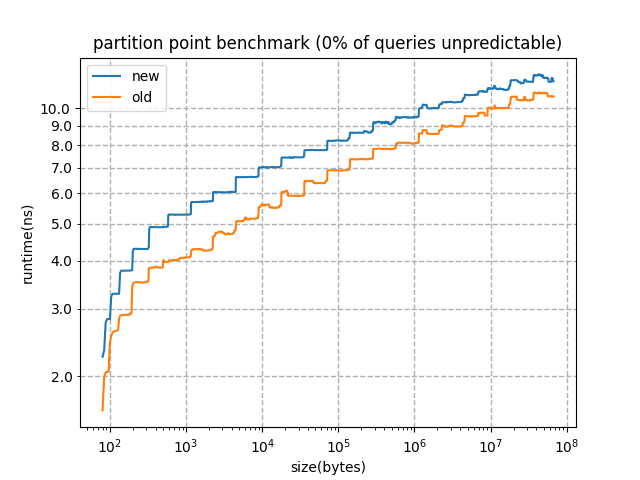 partition point benchmark (0% of queries unpredictable)
new
old
10.0
9.0
8.0
7.0
6.0
5.0
4.0
3.0
2.0
runtime(ns)
10² 10³ 10⁴ 10⁵ 10⁶ 10⁷ 10⁸
size(bytes)